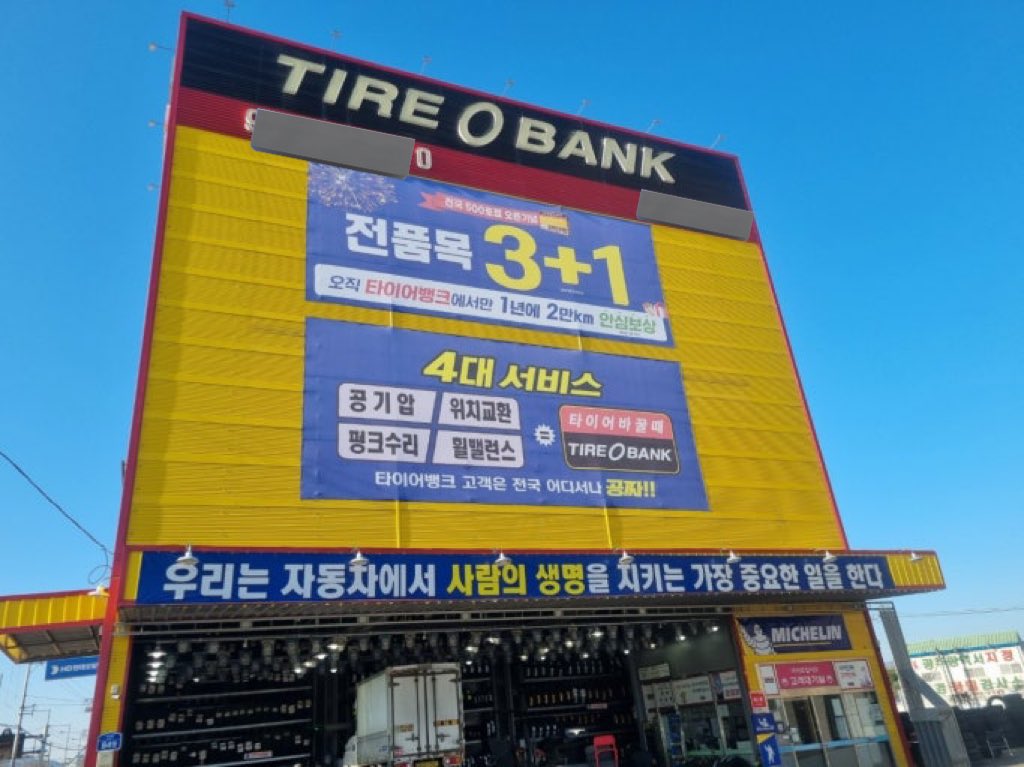 TIRE BANK
전국 500호점 오픈기념
전품목 3+1
오직 타이어뱅크에서만 1년에 2만km 안심보상
4대 서비스
공기압 위치교환
펑크수리 휠밸런스
=
타이어바꿀때
TIRE BANK
타이어뱅크 고객은 전국 어디서나 공짜!!
우리는 자동차에서 사람의 생명을 지키는 가장 중요한 일을 한다
MICHELIN
고객대기실